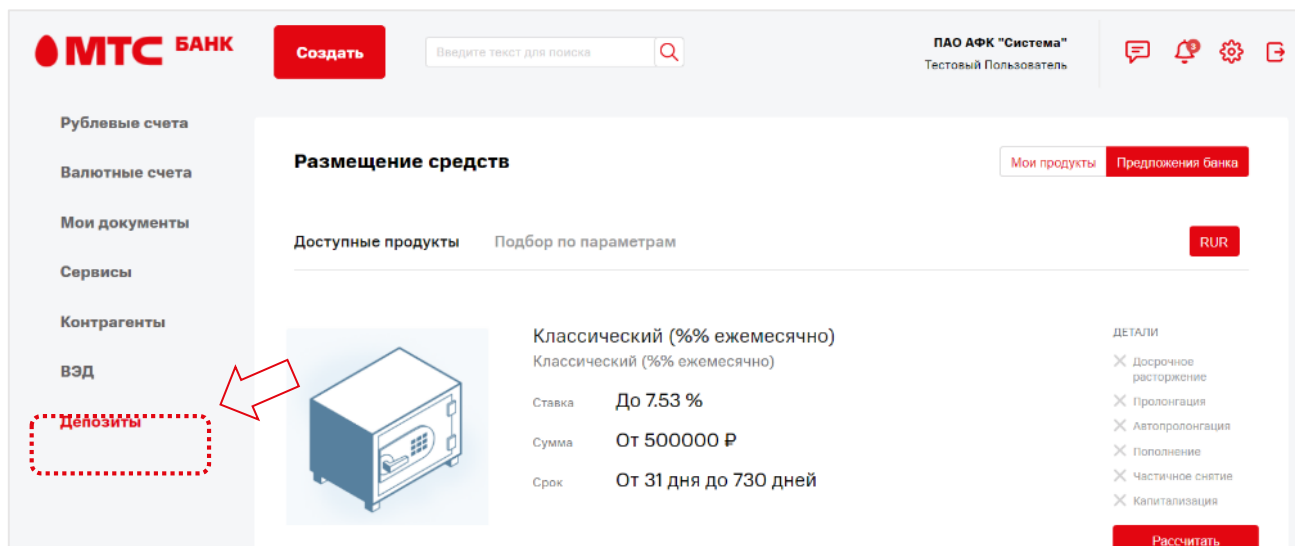 МТС БАНК
Создать
Введите текст для поиска
ПАО АФК "Система"
Тестовый Пользователь
Рублевые счета
Валютные счета
Мои документы
Сервисы
Контрагенты
ВЭД
Депозиты
Размещение средств
Мои продукты
Предложения банка
Доступные продукты
Подбор по параметрам
RUR
Классический (%% ежемесячно)
Классический (%% ежемесячно)
Ставка До 7.53 %
Сумма От 500000 ₽
Срок От 31 дня до 730 дней
ДЕТАЛИ
Досрочное
расторжение
Пролонгация
Автопролонгация
Пополнение
Частичное снятие
Капитализация
Рассчитать